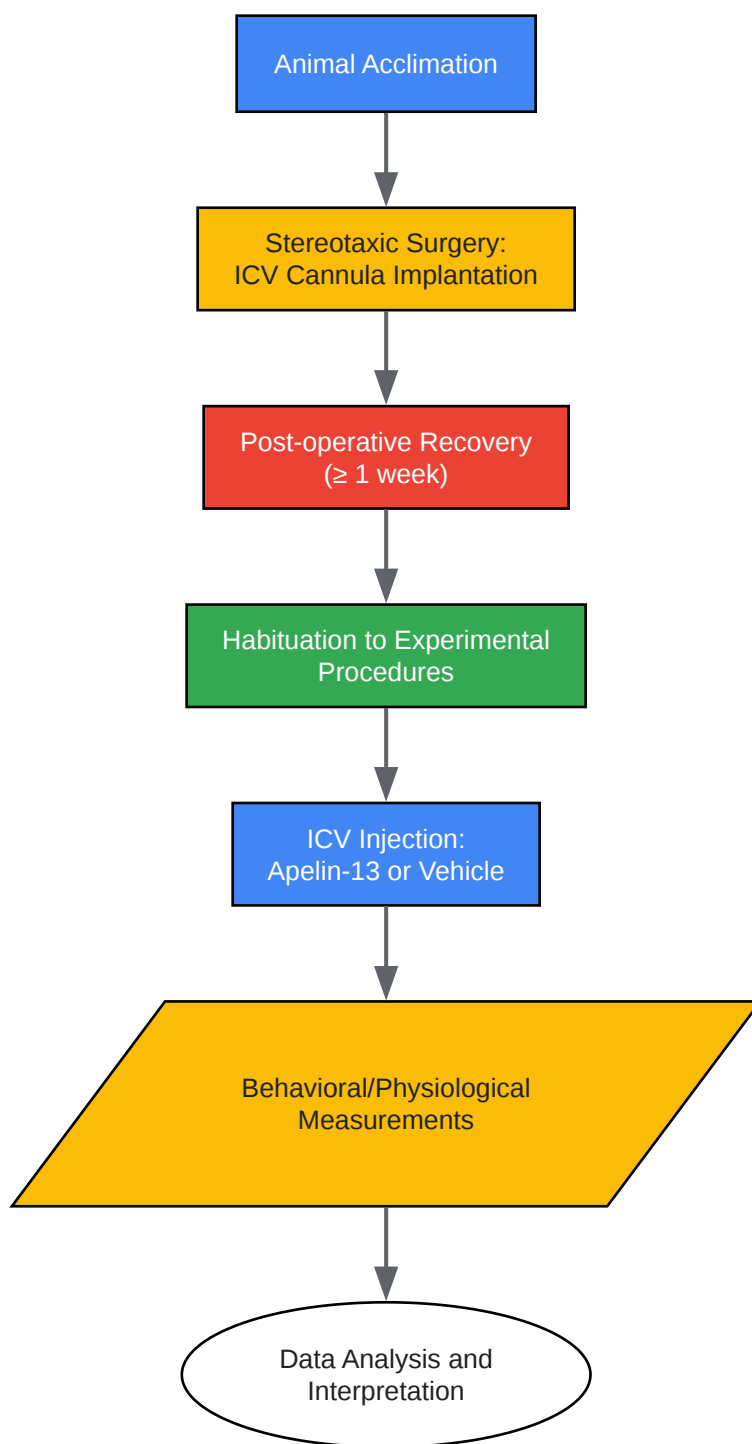 Animal Acclimation
Stereotaxic Surgery:
ICV Cannula Implantation
Post-operative Recovery
(≥ 1 week)
Habituation to Experimental
Procedures
ICV Injection:
Apelin-13 or Vehicle
Behavioral/Physiological
Measurements
Data Analysis and
Interpretation